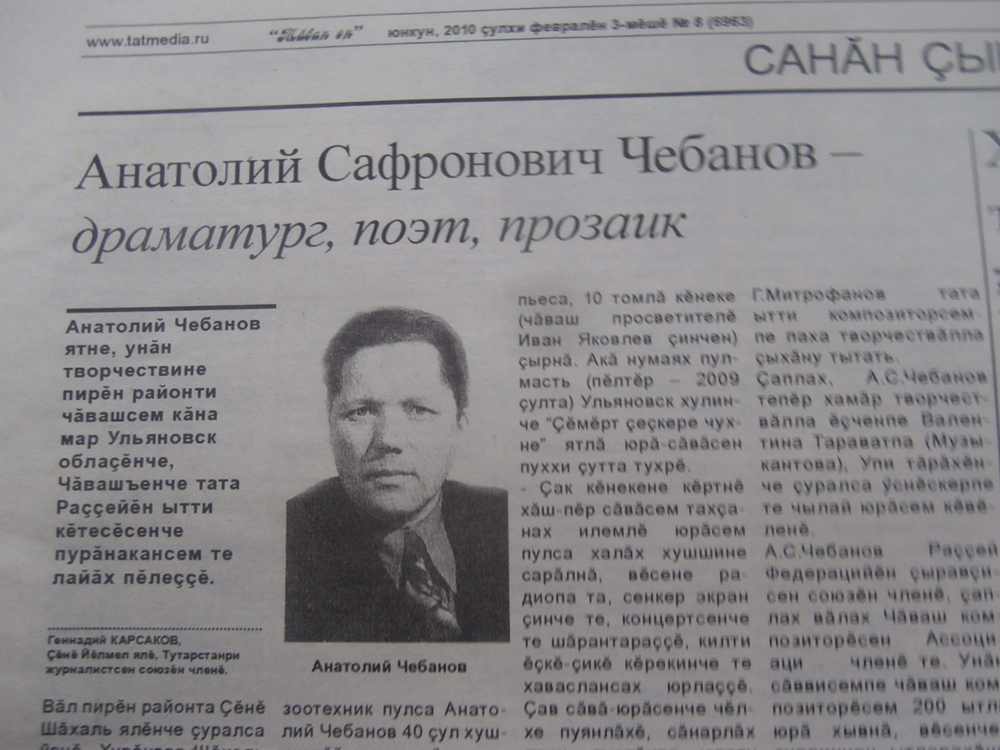 www.tatmedia.ru
"Тăван ен"
юнкун, 2010 çулхи февралĕн 3-мĕшĕ № 8 (6963)
САНĂН ÇЫ
Анатолий Сафронович Чебанов –
драматург, поэт, прозаик
Анатолий Чебанов
ятне, унăн
творчествине
пирĕн районти
чăвашсем кăна
мар Ульяновск
облаçĕнче,
Чăвашъенче тата
Раççейĕн ытти
кĕтесĕсенче
пурăнакансем те
лайăх пĕлеççĕ.
Геннадий КАРСАКОВ,
Çĕнĕ Йĕлмел ялĕ, Тутарстанри
журналистсен союзĕн членĕ.
Вăл пирĕн районта Çĕнĕ
Шăхаль ялĕнче çуралса
Анатолий Чебанов
зоотехник пулса Анато-
лий Чебанов 40 çул хуш-
пьеса, 10 томлă кĕнеке
(чăваш просветителĕ
Иван Яковлев çинчен)
çырнă. Акă нумаях пул-
масть (пĕлтĕр – 2009
çулта) Ульяновск хулин-
че "Çĕмĕрт çеçкере чух-
не" ятлă юрă-сăвăсен
пуххи çутта тухрĕ.
- Çак кĕнекене кĕртнĕ
хăш-пĕр сăвăсем тахçа-
нах илемлĕ юрăсем
пулса халăх хушшине
сарăлнă, вĕсене ра-
диопа та, сенкер экран
çинче те, концертсенче
те шăрантараççĕ, килти
ĕçкĕ-çикĕ кĕрекинче те
хаваслансах юрлаççĕ.
Çав сăвă-юрăсенче чĕл-
хе пуянлăхĕ, сăнарлăх
Г.Митрофанов тата
ытти композиторсем-
пе паха творчествăлла
çыхăну тытать.
Çаплах, А.С.Чебанов
тепĕр хамăр творчест-
вăлла ĕçченпе Вален-
тина Тараватпа (Музы-
кантова), Упи тăрăхĕн-
че çуралса ÿснĕскерпе
те чылай юрăсем кĕвĕ-
ленĕ.
А.С.Чебанов Раççей
Федерацийĕн çыравçи-
сен союзĕн членĕ, çап-
лах вăлах Чăваш ком-
позиторĕсен Ассоци-
аци членĕ те. Унăн
сăввисемпе чăваш ком-
позиторĕсем 200 ытл
юрă хывнă, вĕсенче